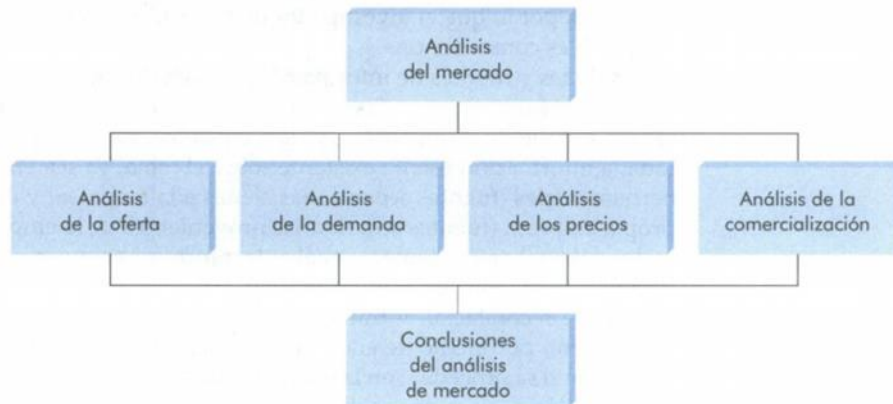 Análisis
del mercado
Análisis
de la oferta
Análisis
de la demanda
Análisis
de los precios
Análisis de la
comercialización
Conclusiones
del análisis
de mercado